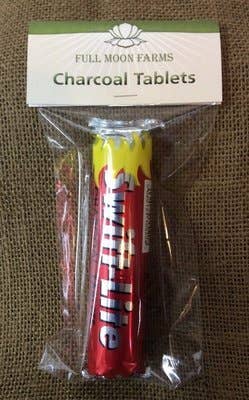 FULL MOON FARMS
Charcoal Tablets
Swift Lite